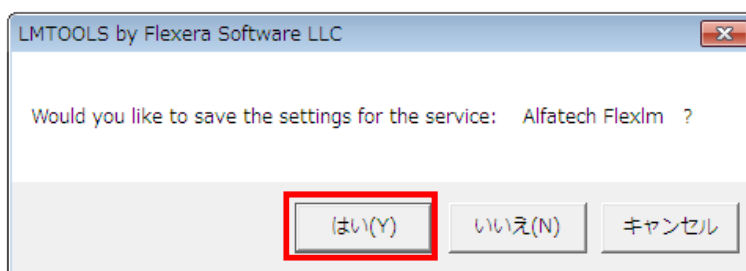 LMTOOLS by Flexera Software LLC
Would you like to save the settings for the service: Alfatech Flexlm ?
はい(Y) いいえ(N) キャンセル